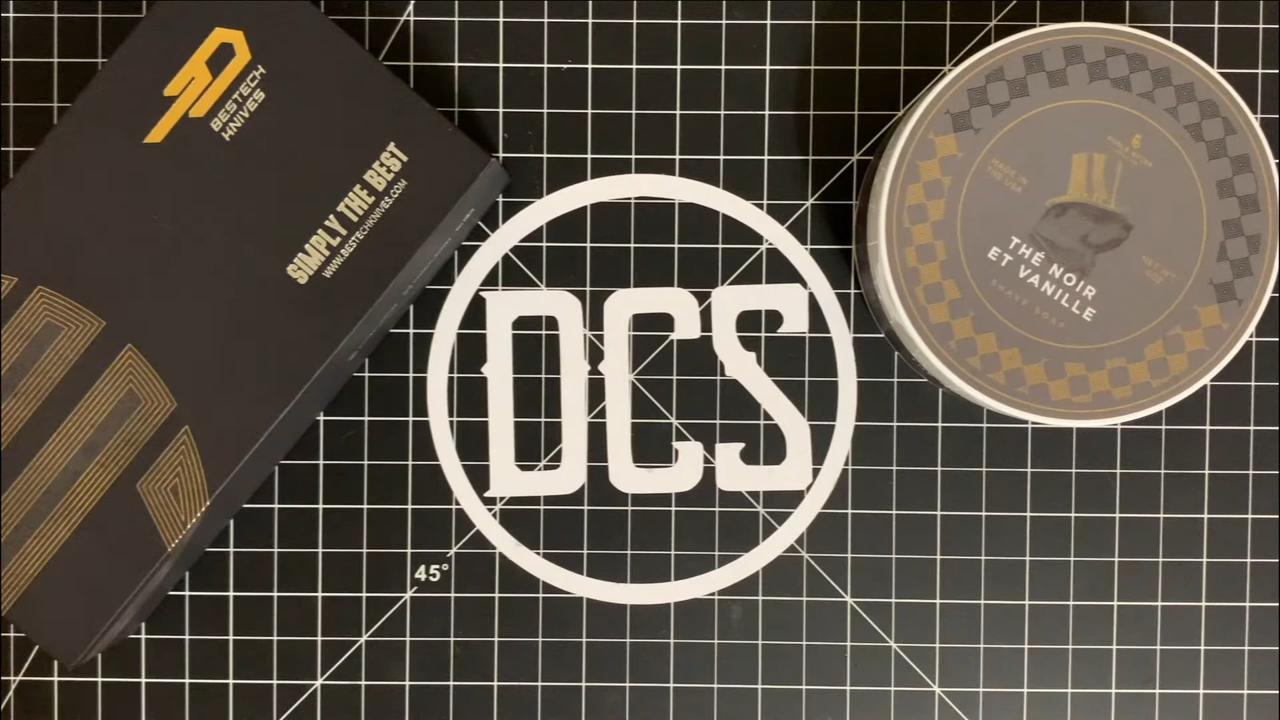 BESTECH
KNIVES
SIMPLY THE BEST
WWW.BESTECHKNIVES.COM
DCS
45°
MADE IN
THE USA
THÉ NOIR
ET VANILLE
SHAVE SOAP